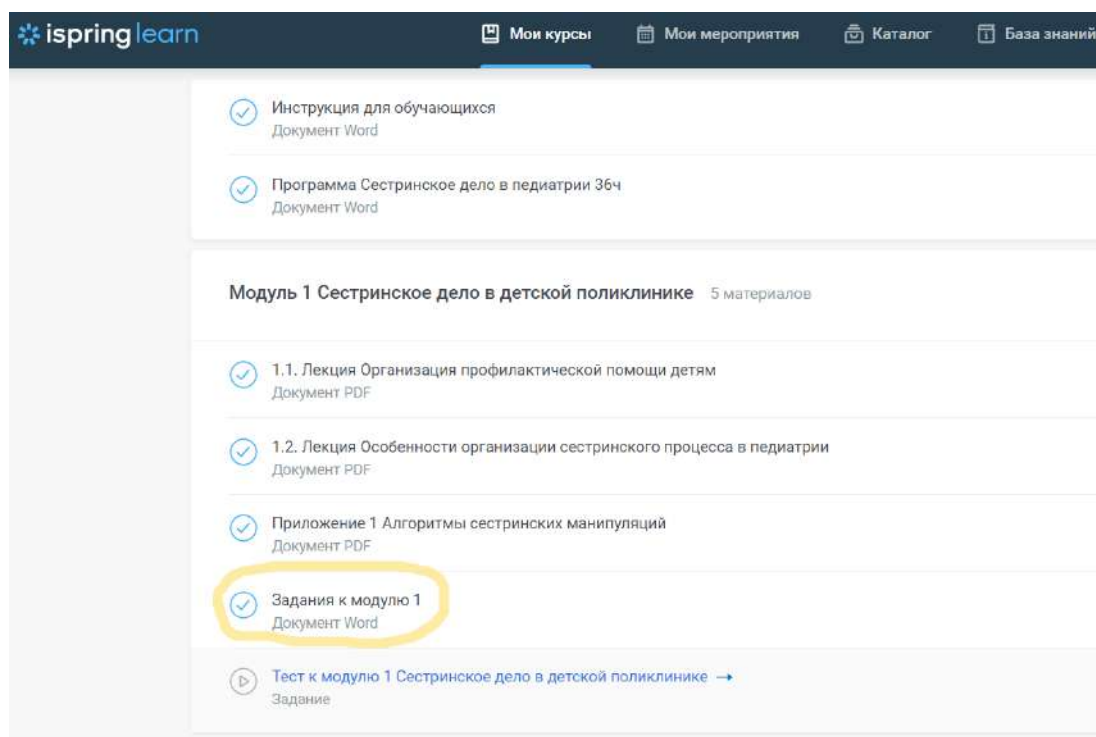 ispring learn
Мои курсы
Мои мероприятия
Каталог
База знаний
Инструкция для обучающихся
Документ Word
Программа Сестринское дело в педиатрии 36ч
Документ Word
Модуль 1 Сестринское дело в детской поликлинике 5 материалов
1.1. Лекция Организация профилактической помощи детям
Документ PDF
1.2. Лекция Особенности организации сестринского процесса в педиатрии
Документ PDF
Приложение 1 Алгоритмы сестринских манипуляций
Документ PDF
Задания к модулю 1
Документ Word
Тест к модулю 1 Сестринское дело в детской поликлинике →
Задание